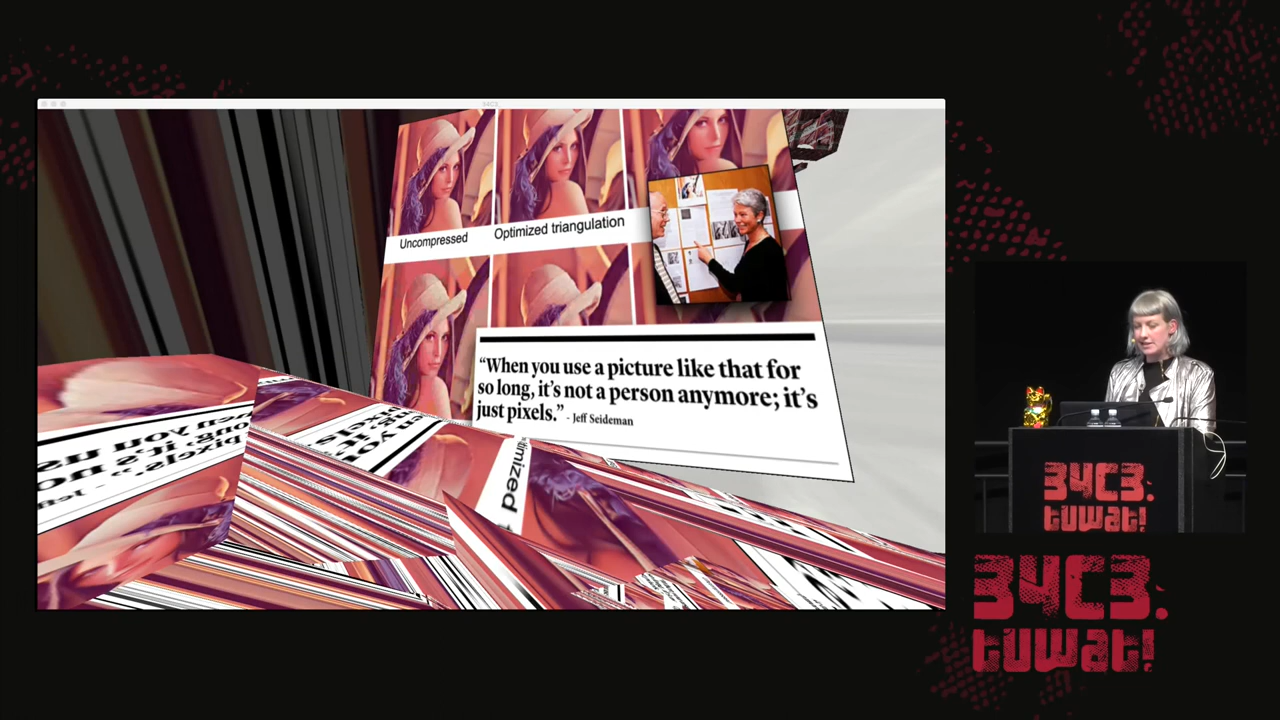 34C3_
Uncompressed
Optimized triangulation
“When you use a picture like that for
so long, it’s not a person anymore; it’s
just pixels.” - Jeff Seideman
34C3.
tuwat!
34C3.
tuwat!